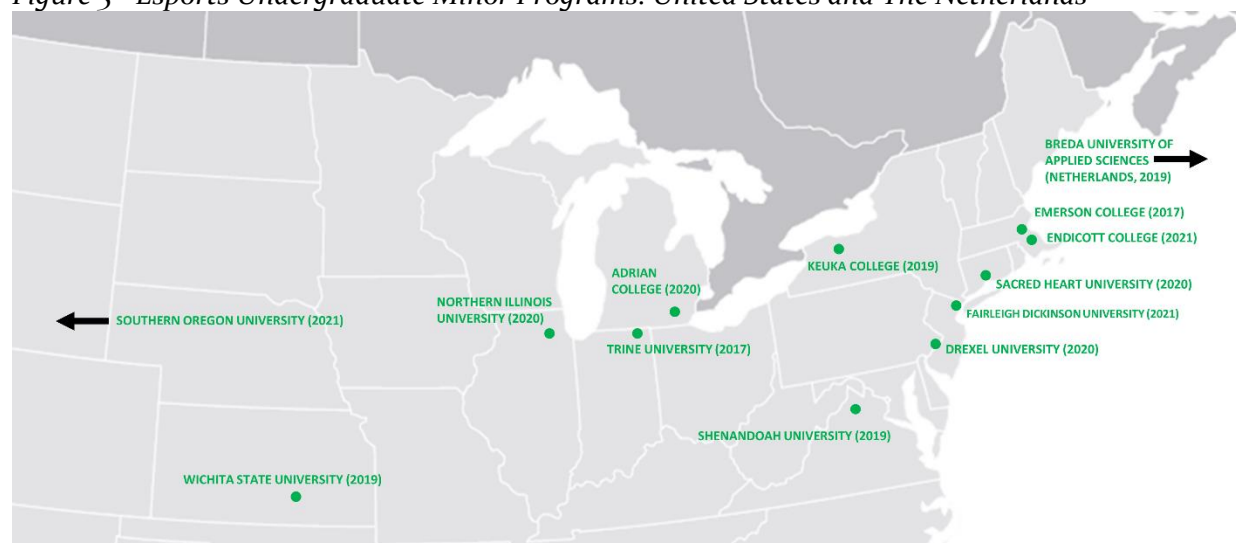 Figure 3 - Esports Undergraduate Minor Programs: United States and The Netherlands
BREDA UNIVERSITY OF
APPLIED SCIENCES
(NETHERLANDS, 2019)
EMERSON COLLEGE (2017)
ENDICOTT COLLEGE (2021)
KEUKA COLLEGE (2019)
ADRIAN
COLLEGE (2020)
SACRED HEART UNIVERSITY (2020)
NORTHERN ILLINOIS
UNIVERSITY (2020)
FAIRLEIGH DICKINSON UNIVERSITY (2021)
SOUTHERN OREGON UNIVERSITY (2021)
TRINE UNIVERSITY (2017)
DREXEL UNIVERSITY (2020)
SHENANDOAH UNIVERSITY (2019)
WICHITA STATE UNIVERSITY (2019)